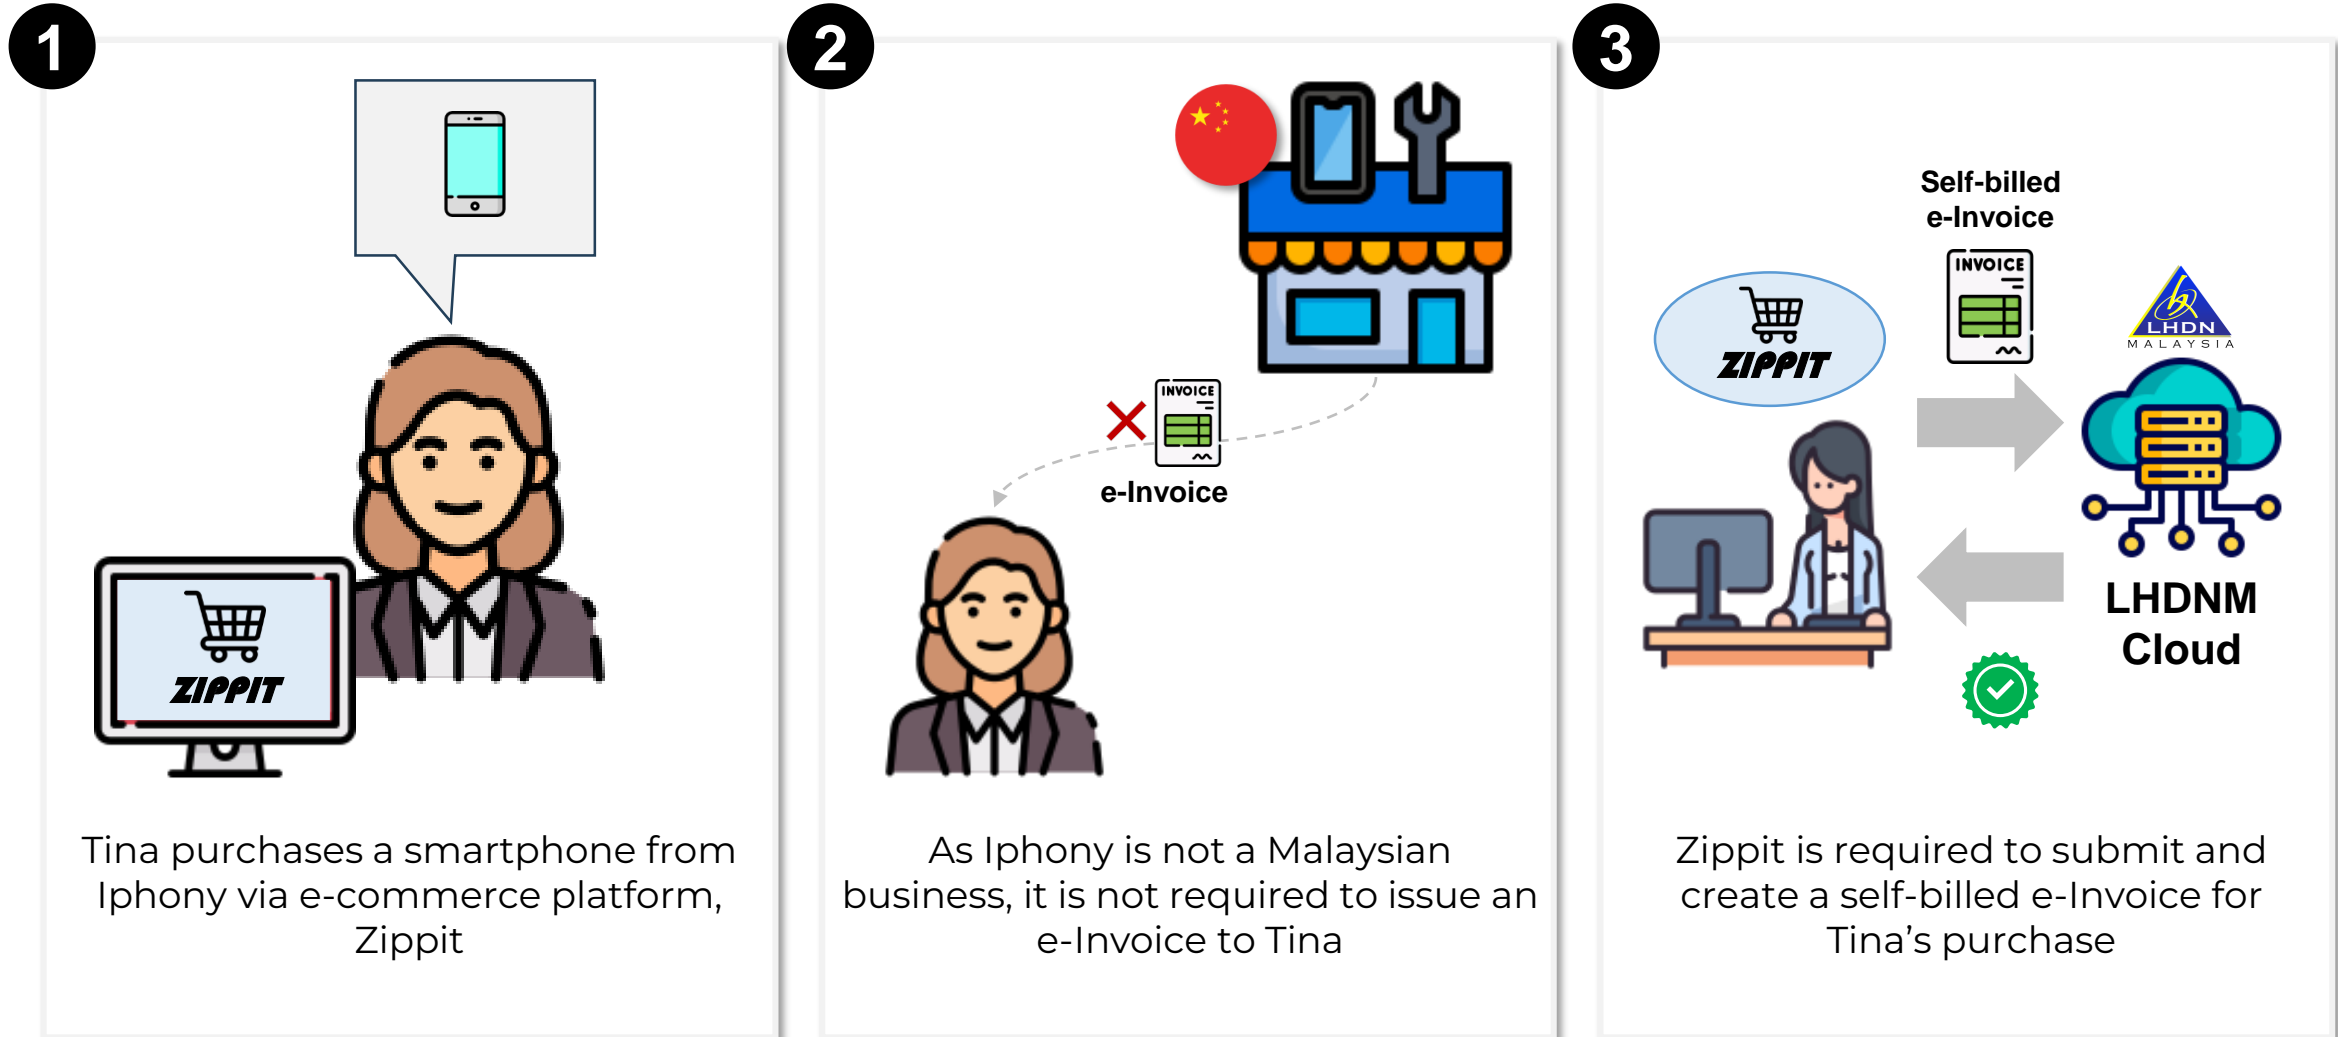 1
ZIPPIT
Tina purchases a smartphone from
Iphony via e-commerce platform,
Zippit
2
INVOICE
e-Invoice
As Iphony is not a Malaysian
business, it is not required to issue an
e-Invoice to Tina
3
Self-billed
e-Invoice
INVOICE
ZIPPIT
LHDN
MALAYSIA
LHDNM
Cloud
Zippit is required to submit and
create a self-billed e-Invoice for
Tina’s purchase